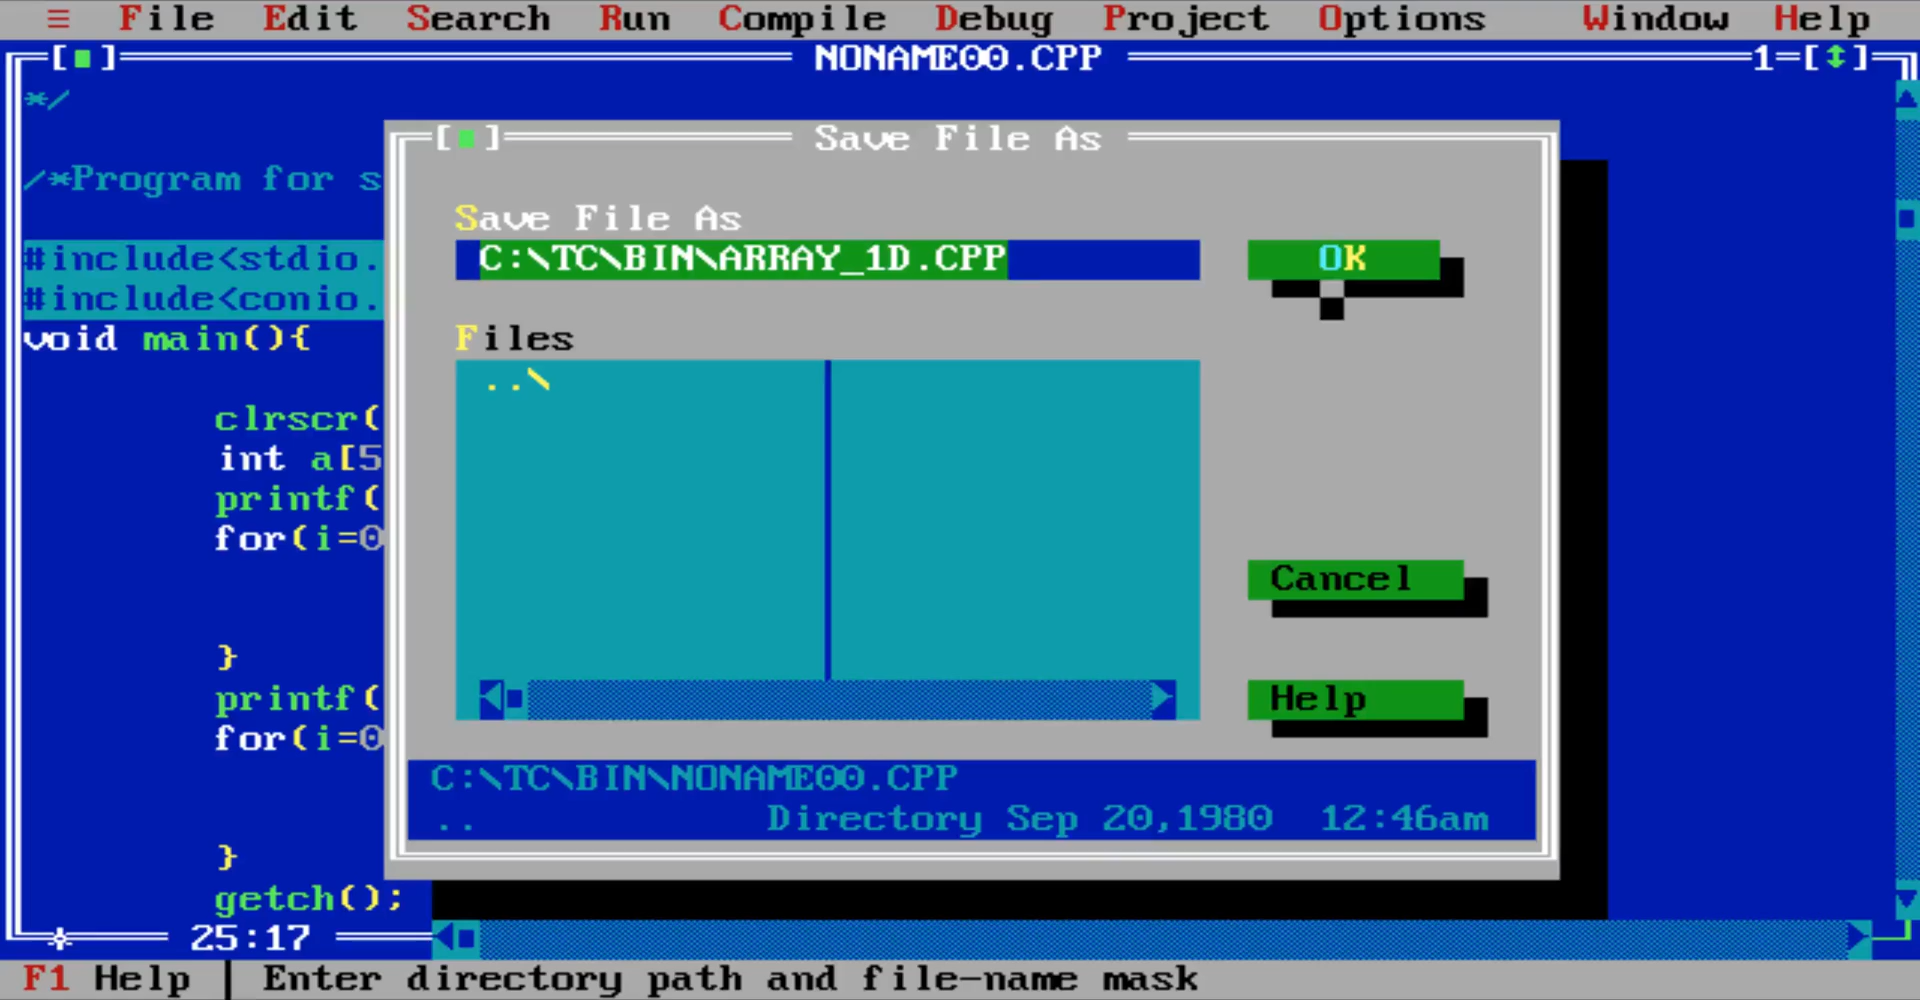 ≡ File Edit Search Run Compile Debug Project Options Window Help
[■] NONAME00.CPP 1=[↕]
*/
[■] Save File As
/*Program for s
Save File As
#include<stdio.
C:\TC\BIN\ARRAY_1D.CPP OK
#include<conio.
void main(){
Files
..\
clrscr(
int a[5
printf(
for(i=0
Cancel
}
printf(
Help
for(i=0
C:\TC\BIN\NONAME00.CPP
.. Directory Sep 20,1980 12:46am
}
getch();
25:17
F1 Help | Enter directory path and file-name mask